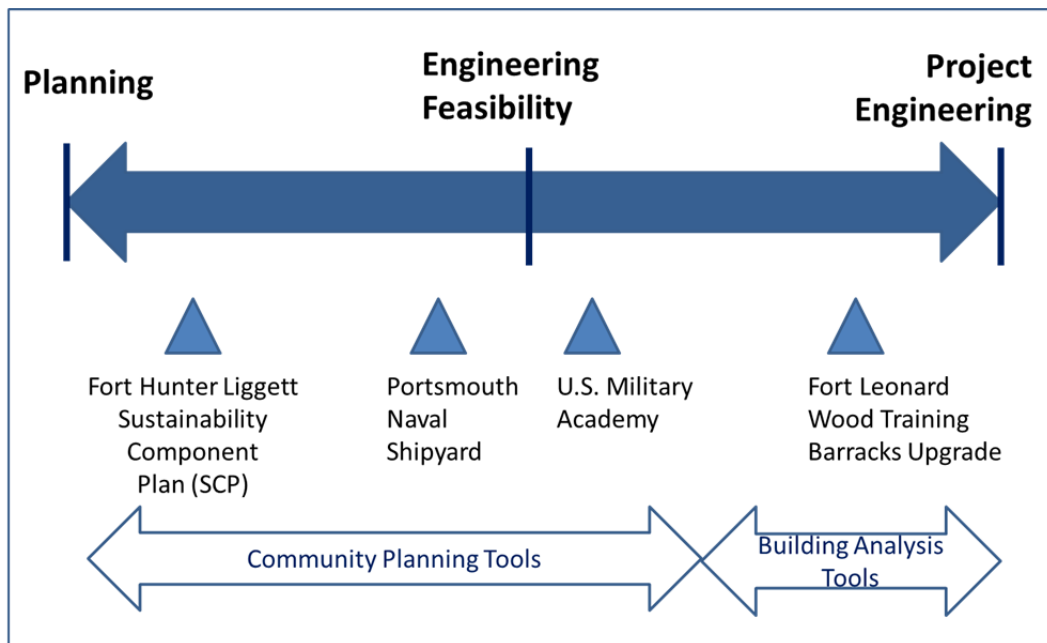 Planning
Engineering
Feasibility
Project
Engineering
Fort Hunter Liggett
Sustainability
Component
Plan (SCP)
Portsmouth
Naval
Shipyard
U.S. Military
Academy
Fort Leonard
Wood Training
Barracks Upgrade
Community Planning Tools
Building Analysis
Tools